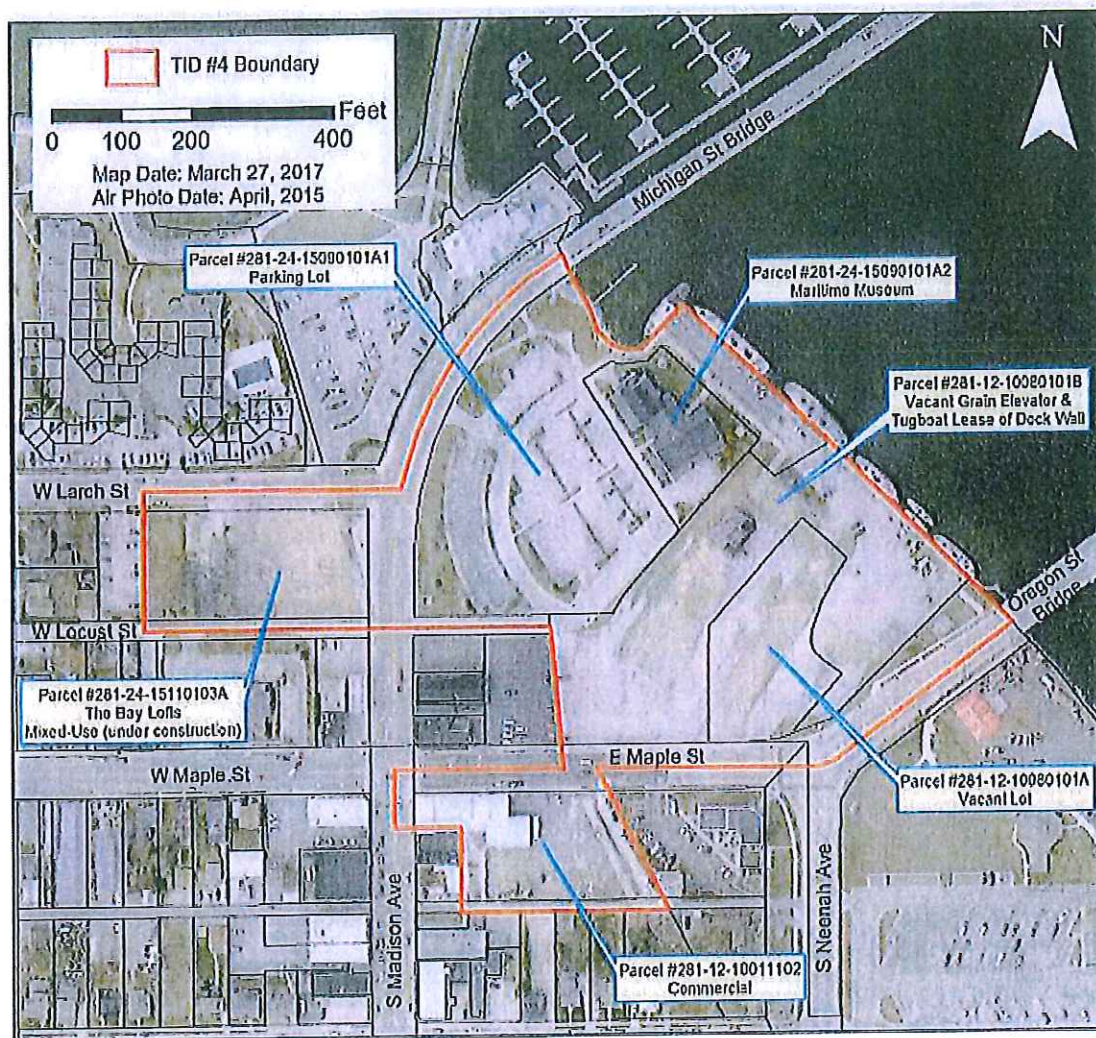 TID #4 Boundary
Feet
0 100 200 400
Map Date: March 27, 2017
Air Photo Date: April, 2015
N
Michigan St Bridge
Parcel #281-24-15090101A1
Parking Lot
Parcel #281-24-15090101A2
Maritime Museum
Parcel #281-12-10080101B
Vacant Grain Elevator &
Tugboat Lease of Dock Wall
W Larch St
Oregon St
Bridge
W Locust St
Parcel #281-24-15110103A
The Bay Lofts
Mixed-Use (under construction)
W Maple St
E Maple St
Parcel #281-12-10080101A
Vacant Lot
S Madison Ave
S Neenah Ave
Parcel #281-12-10011102
Commercial